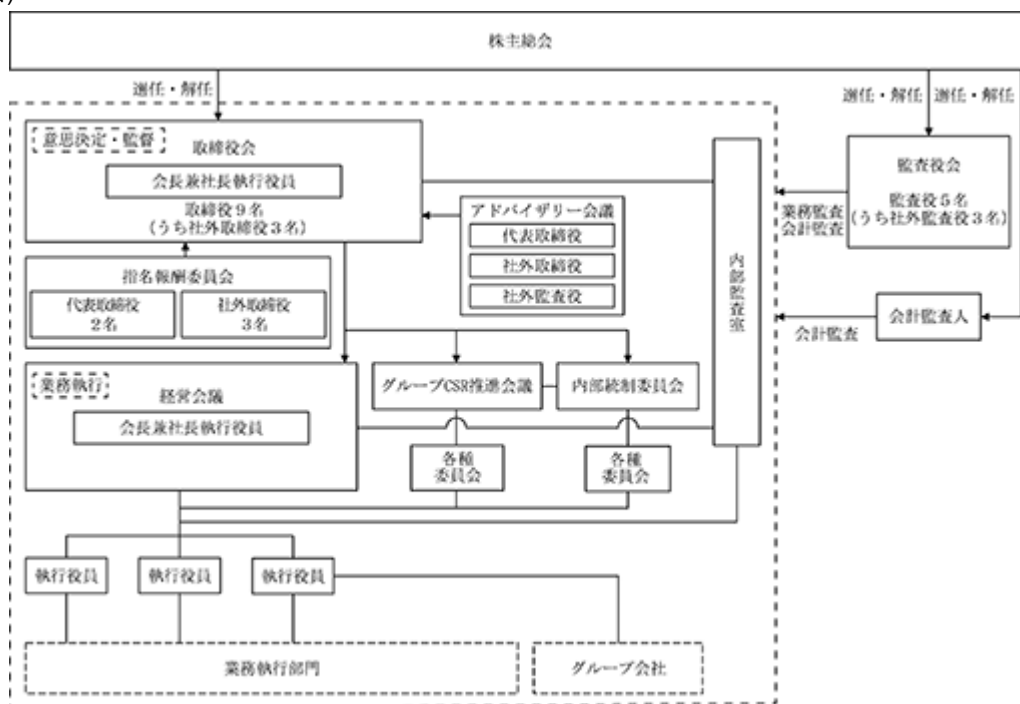 株主総会
選任・解任
選任・解任
選任・解任
意思決定・監督
取締役会
会長兼社長執行役員
取締役9名
(うち社外取締役3名)
アドバイザリー会議
代表取締役
社外取締役
社外監査役
内部監査室
業務監査
会計監査
監査役会
監査役5名
(うち社外監査役3名)
指名報酬委員会
代表取締役
2名
社外取締役
3名
会計監査
会計監査人
業務執行
経営会議
会長兼社長執行役員
グループCSR推進会議
内部統制委員会
各種
委員会
各種
委員会
執行役員
執行役員
執行役員
業務執行部門
グループ会社